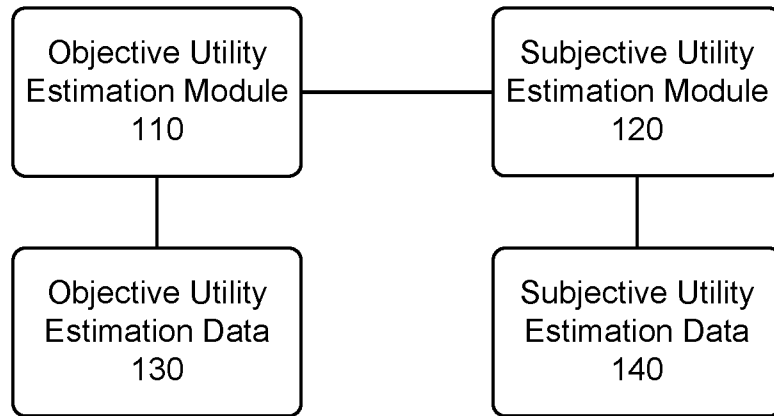 Objective Utility
Estimation Module
110
Subjective Utility
Estimation Module
120
Objective Utility
Estimation Data
130
Subjective Utility
Estimation Data
140